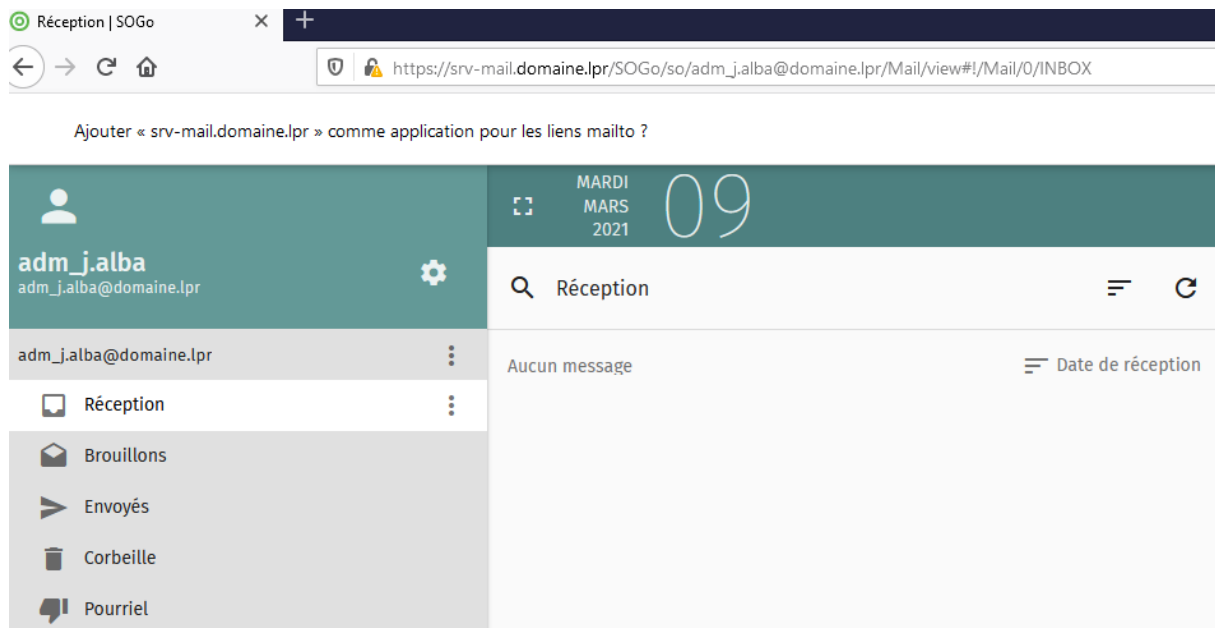 Réception | SOGo
https://srv-mail.domaine.lpr/SOGo/so/adm_j.alba@domaine.lpr/Mail/view#!/Mail/0/INBOX
Ajouter « srv-mail.domaine.lpr » comme application pour les liens mailto ?
adm_j.alba
adm_j.alba@domaine.lpr
adm_j.alba@domaine.lpr
Réception
Brouillons
Envoyés
Corbeille
Pourriel
MARDI
MARS
2021
09
Réception
Aucun message
Date de réception